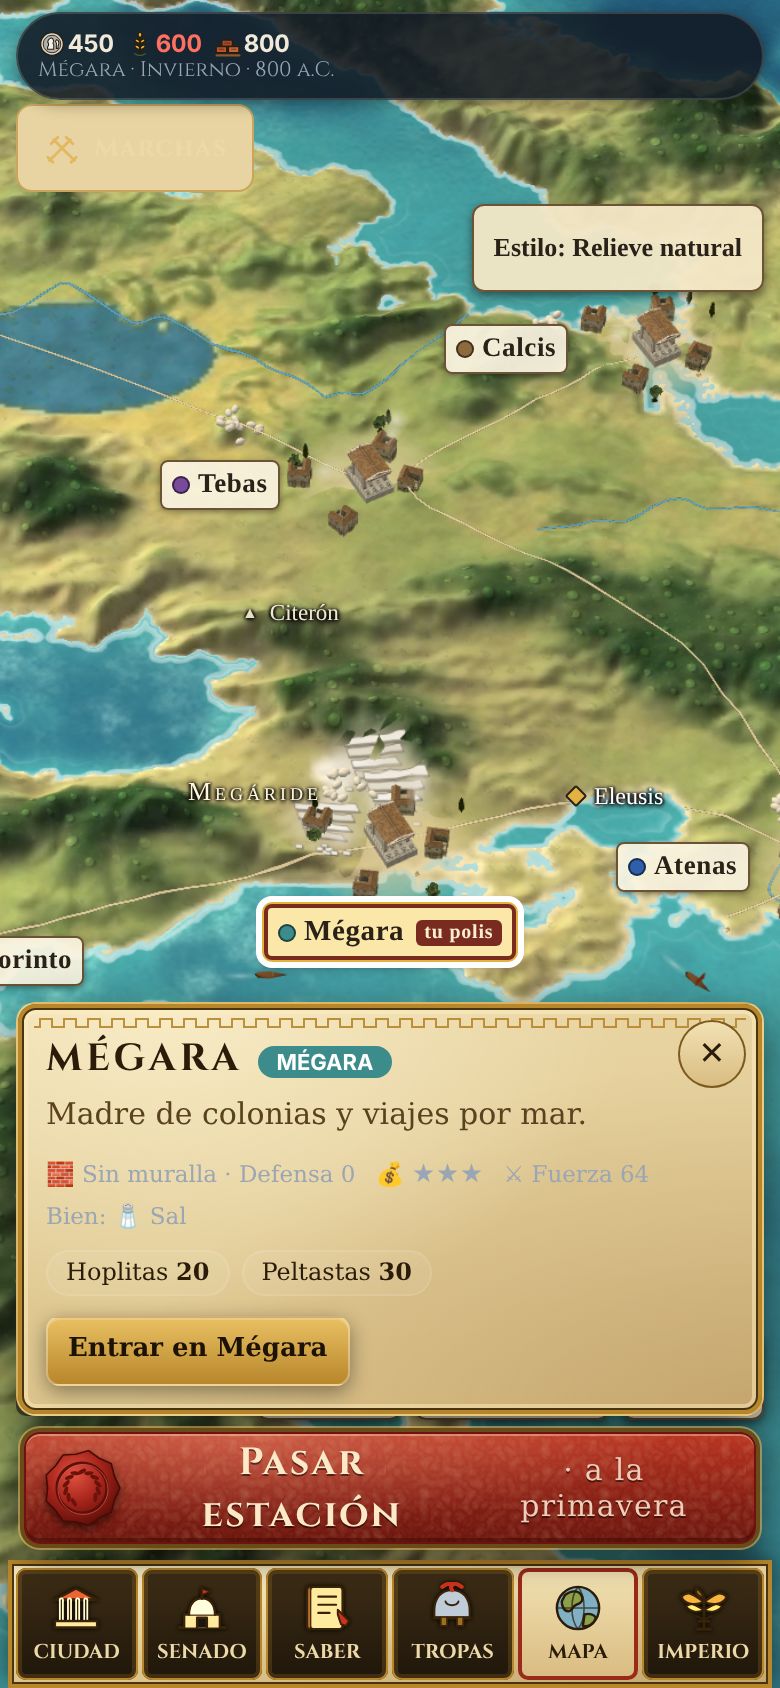 450 600 800
MÉGARA · INVIERNO · 800 A.C.
MARCHAS
Estilo: Relieve natural
Calcis
Tebas
Citerón
MEGÁRIDE
Eleusis
Atenas
Mégara tu polis
orinto
MÉGARA MÉGARA
Madre de colonias y viajes por mar.
Sin muralla · Defensa 0 ★★★ Fuerza 64
Bien: Sal
Hoplitas 20 Peltastas 30
Entrar en Mégara
PASAR
ESTACIÓN
· a la
primavera
CIUDAD SENADO SABER TROPAS MAPA IMPERIO